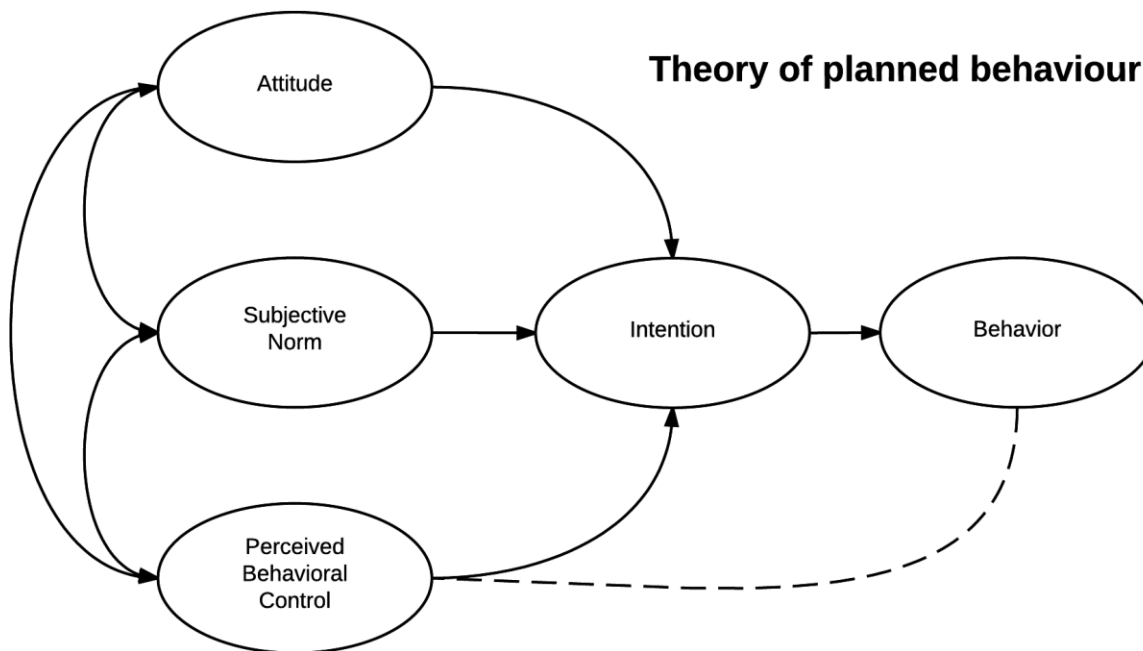 Theory of planned behaviour
Attitude
Subjective
Norm
Intention
Behavior
Perceived
Behavioral
Control